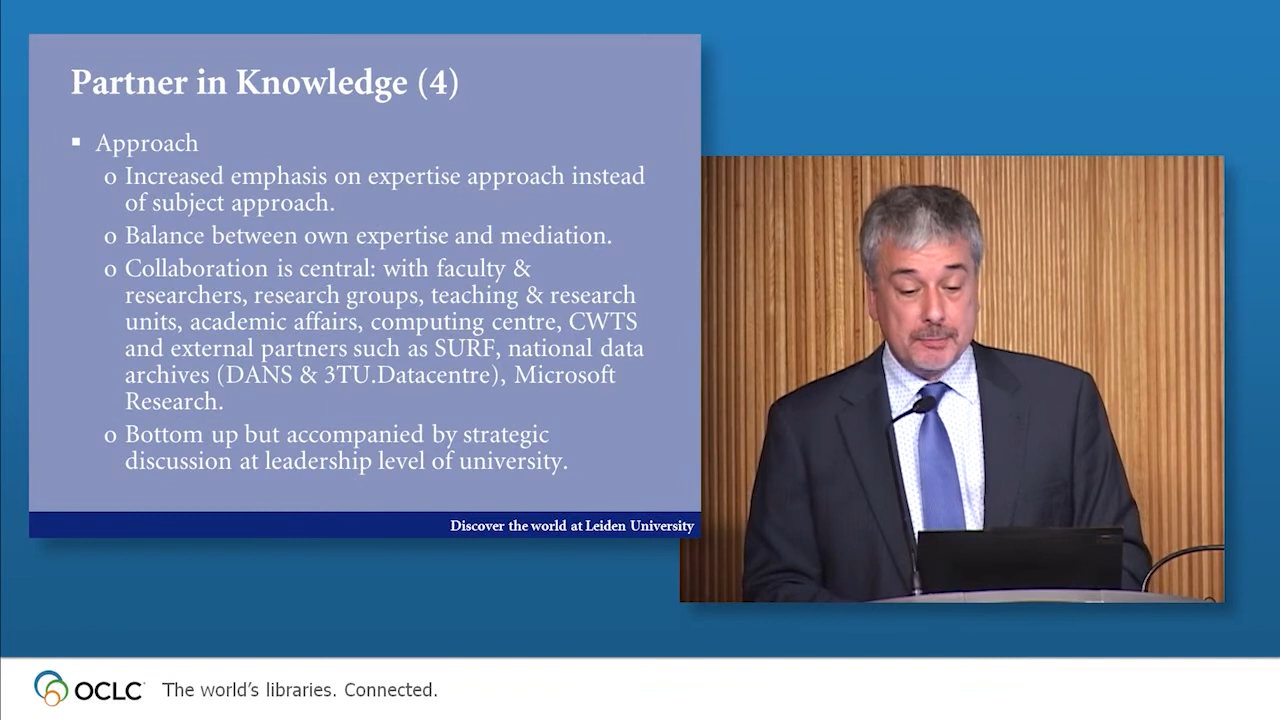 Partner in Knowledge (4)
▪ Approach
o Increased emphasis on expertise approach instead
of subject approach.
o Balance between own expertise and mediation.
o Collaboration is central: with faculty &
researchers, research groups, teaching & research
units, academic affairs, computing centre, CWTS
and external partners such as SURF, national data
archives (DANS & 3TU.Datacentre), Microsoft
Research.
o Bottom up but accompanied by strategic
discussion at leadership level of university.
Discover the world at Leiden University
OCLC The world's libraries. Connected.